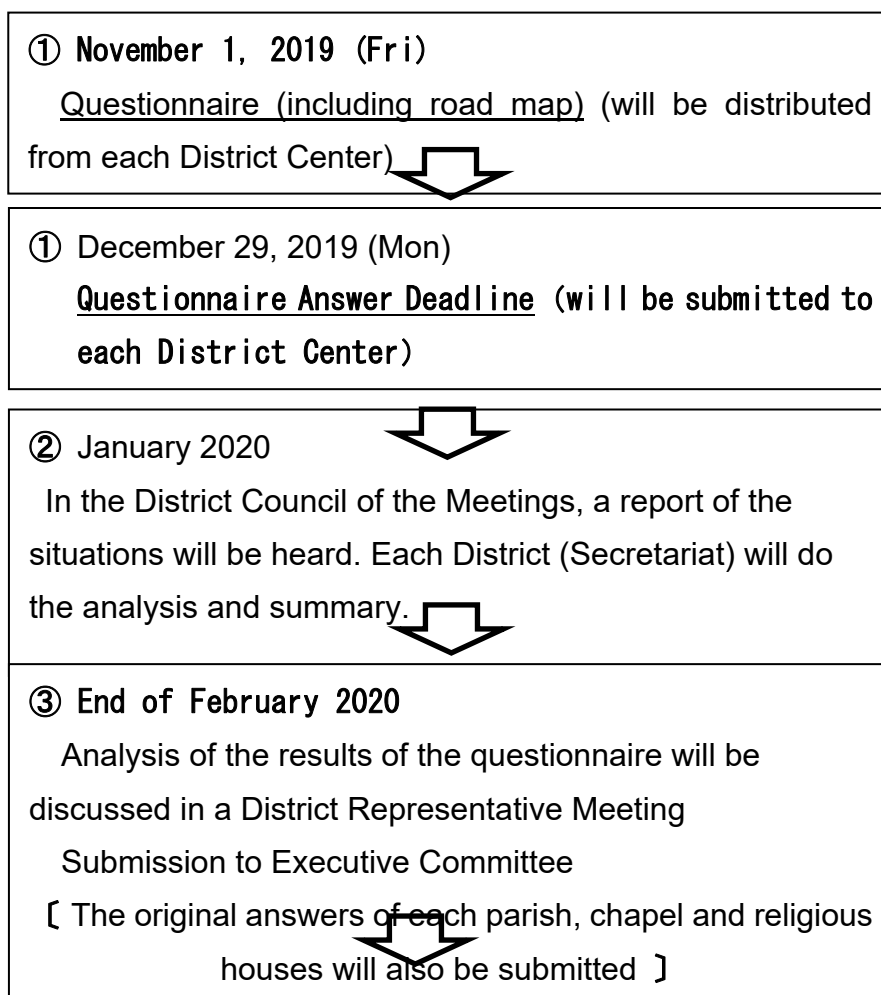 ① November 1, 2019 (Fri)
Questionnaire (including road map) (will be distributed
from each District Center)
① December 29, 2019 (Mon)
Questionnaire Answer Deadline (will be submitted to
each District Center)
② January 2020
In the District Council of the Meetings, a report of the
situations will be heard. Each District (Secretariat) will do
the analysis and summary.
③ End of February 2020
Analysis of the results of the questionnaire will be
discussed in a District Representative Meeting
Submission to Executive Committee
〔 The original answers of each parish, chapel and religious
houses will also be submitted 〕